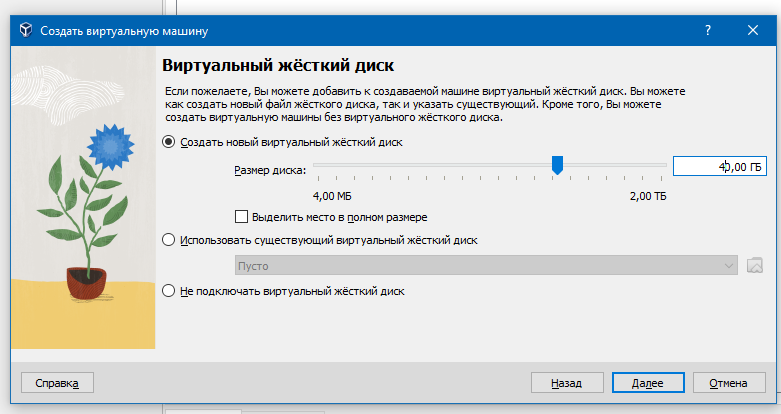 Создать виртуальную машину
?
Виртуальный жёсткий диск
Если пожелаете, Вы можете добавить к создаваемой машине виртуальный жёсткий диск. Вы можете
как создать новый файл жёсткого диска, так и указать существующий. Кроме того, Вы можете
создать виртуальную машины без виртуального жёсткого диска.
Создать новый виртуальный жёсткий диск
Размер диска: 40,00 ГБ
4,00 МБ 2,00 ТБ
Выделить место в полном размере
Использовать существующий виртуальный жёсткий диск
Пусто
Не подключать виртуальный жёсткий диск
Справка Назад Далее Отмена